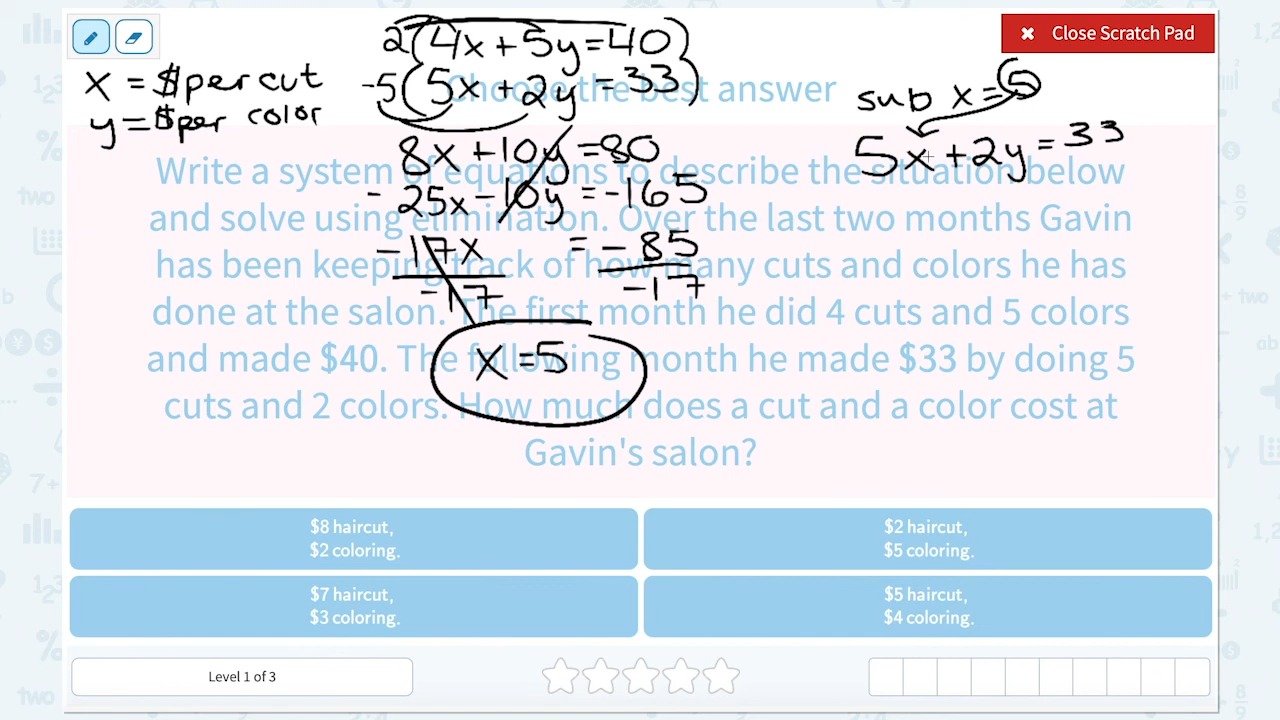 ✖ Close Scratch Pad
2(4x+5y=40)
-5(5x+2y=33)
x = $per cut
y=$per color
8x+10y=80
-25x-10y=-165
-17x = -85
-17 -17
x=5
sub x=5
5x+2y=33
Choose the best answer
Write a system of equations to describe the situation below
and solve using elimination. Over the last two months Gavin
has been keeping track of how many cuts and colors he has
done at the salon. The first month he did 4 cuts and 5 colors
and made $40. The following month he made $33 by doing 5
cuts and 2 colors. How much does a cut and a color cost at
Gavin's salon?
$8 haircut,
$2 coloring.
$2 haircut,
$5 coloring.
$7 haircut,
$3 coloring.
$5 haircut,
$4 coloring.
Level 1 of 3